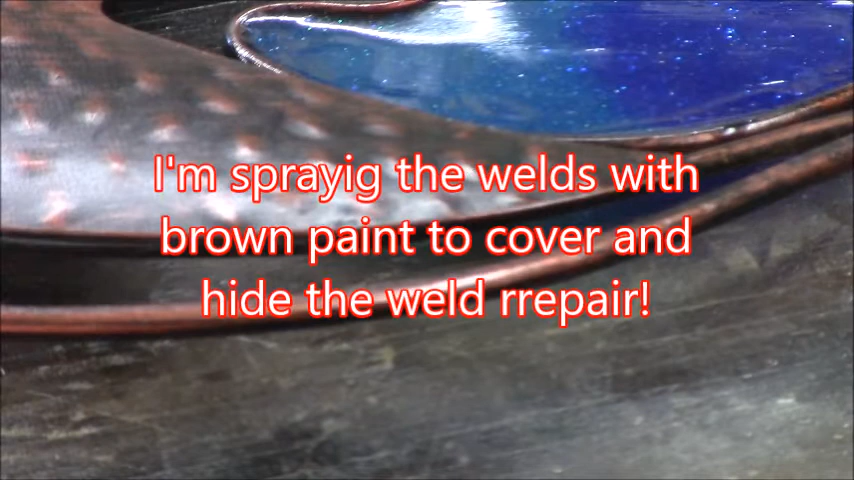 I'm sprayig the welds with
brown paint to cover and
hide the weld rrepair!